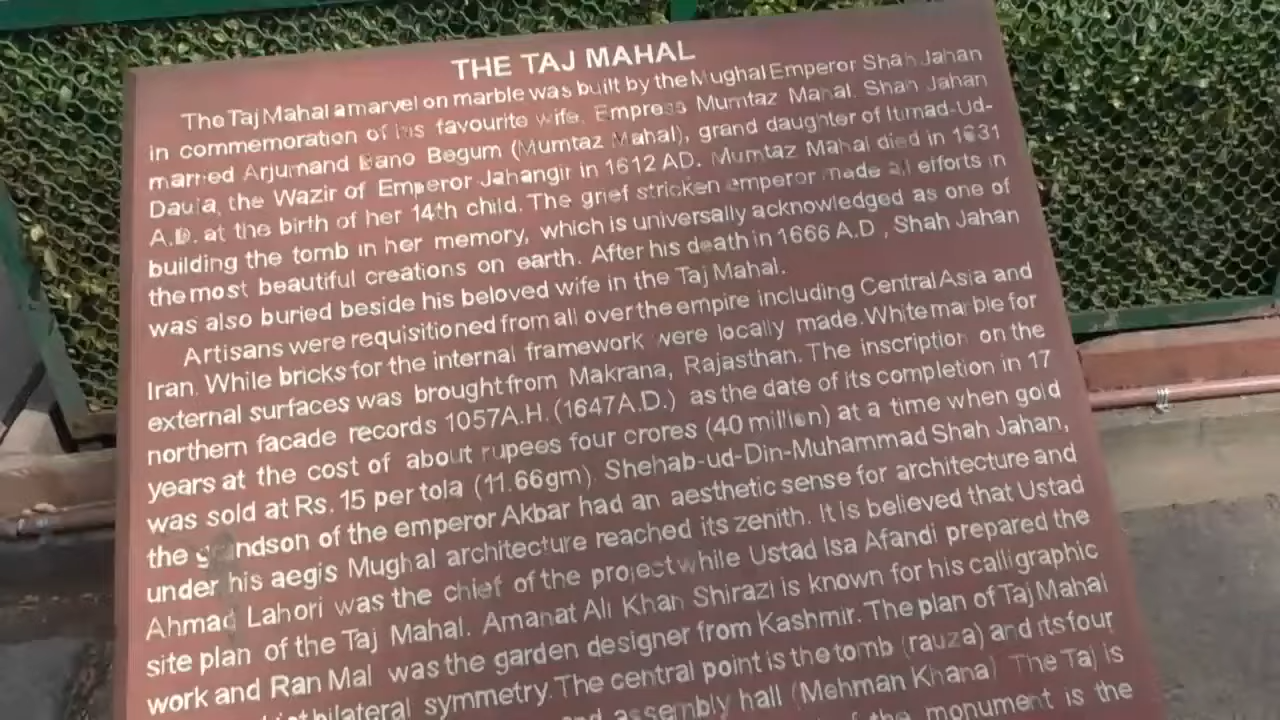 THE TAJ MAHAL
The Taj Mahal a marvel on marble was built by the Mughal Emperor Shah Jahan
in commemoration of his favourite wife, Empress Mumtaz Mahal. Shah Jahan
married Arjumand Bano Begum (Mumtaz Mahal), grand daughter of Itimad-Ud-
Daula, the Wazir of Emperor Jahangir in 1612 AD. Mumtaz Mahal died in 1631
A.D. at the birth of her 14th child. The grief stricken emperor made all efforts in
building the tomb in her memory, which is universally acknowledged as one of
the most beautiful creations on earth. After his death in 1666 A.D , Shah Jahan
was also buried beside his beloved wife in the Taj Mahal.
Artisans were requisitioned from all over the empire including Central Asia and
Iran. While bricks for the internal framework were locally made. White marble for
external surfaces was brought from Makrana, Rajasthan. The inscription on the
northern facade records 1057A.H. (1647A.D.) as the date of its completion in 17
years at the cost of about rupees four crores (40 million) at a time when gold
was sold at Rs. 15 per tola (11.66gm). Shehab-ud-Din-Muhammad Shah Jahan,
the grandson of the emperor Akbar had an aesthetic sense for architecture and
under his aegis Mughal architecture reached its zenith. It is believed that Ustad
Ahmad Lahori was the chief of the project while Ustad Isa Afandi prepared the
site plan of the Taj Mahal. Amanat Ali Khan Shirazi is known for his calligraphic
work and Ran Mal was the garden designer from Kashmir. The plan of Taj Mahal
bilateral symmetry. The central point is the tomb (rauza) and its four
assembly hall (Mehman Khana) The Taj is
of the monument is the